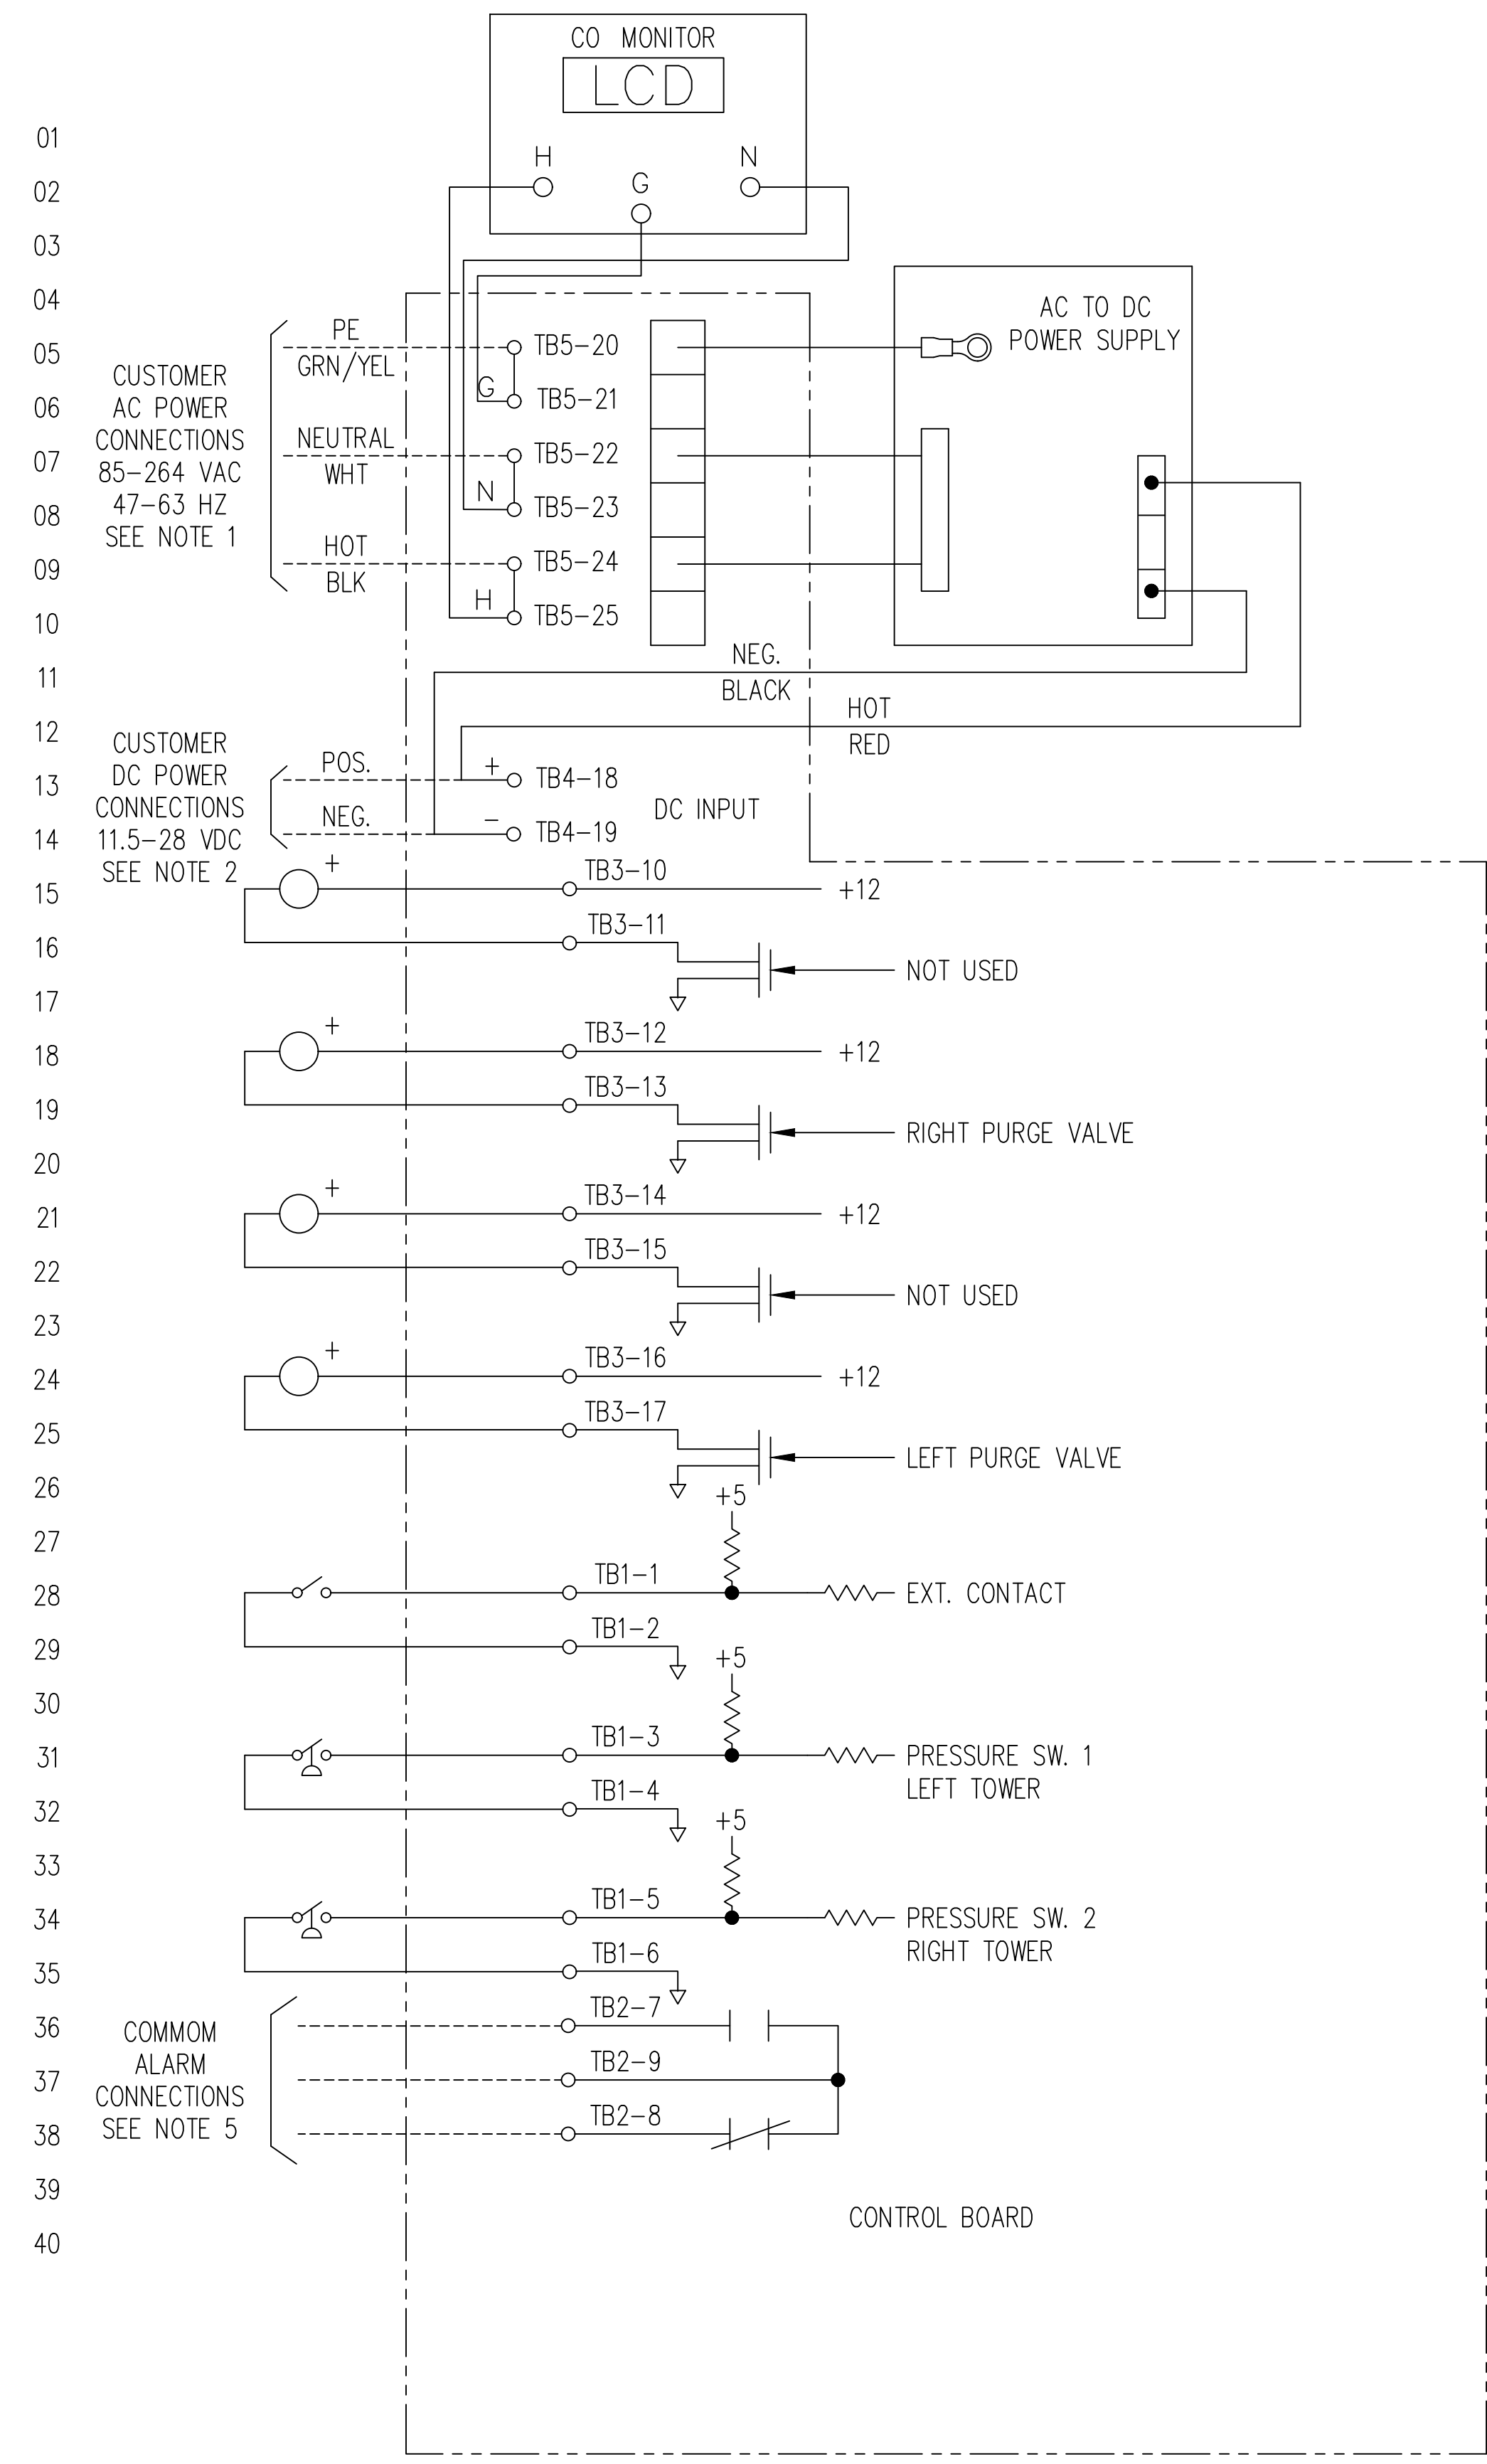 CO MONITOR
LCD
H
G
N
01
02
03
04
05
06
07
08
09
10
11
12
13
14
15
16
17
18
19
20
21
22
23
24
25
26
27
28
29
30
31
32
33
34
35
36
37
38
39
40
CUSTOMER
AC POWER
CONNECTIONS
85-264 VAC
47-63 HZ
SEE NOTE 1
PE
GRN/YEL
NEUTRAL
WHT
HOT
BLK
G
N
H
TB5-20
TB5-21
TB5-22
TB5-23
TB5-24
TB5-25
AC TO DC
POWER SUPPLY
NEG.
BLACK
HOT
RED
CUSTOMER
DC POWER
CONNECTIONS
11.5-28 VDC
SEE NOTE 2
POS.
NEG.
+
−
TB4-18
TB4-19
DC INPUT
+
TB3-10
+12
TB3-11
NOT USED
+
TB3-12
+12
TB3-13
RIGHT PURGE VALVE
+
TB3-14
+12
TB3-15
NOT USED
+
TB3-16
+12
TB3-17
LEFT PURGE VALVE
+5
TB1-1
EXT. CONTACT
TB1-2
+5
TB1-3
PRESSURE SW. 1
LEFT TOWER
TB1-4
+5
TB1-5
PRESSURE SW. 2
RIGHT TOWER
TB1-6
COMMOM
ALARM
CONNECTIONS
SEE NOTE 5
TB2-7
TB2-9
TB2-8
CONTROL BOARD